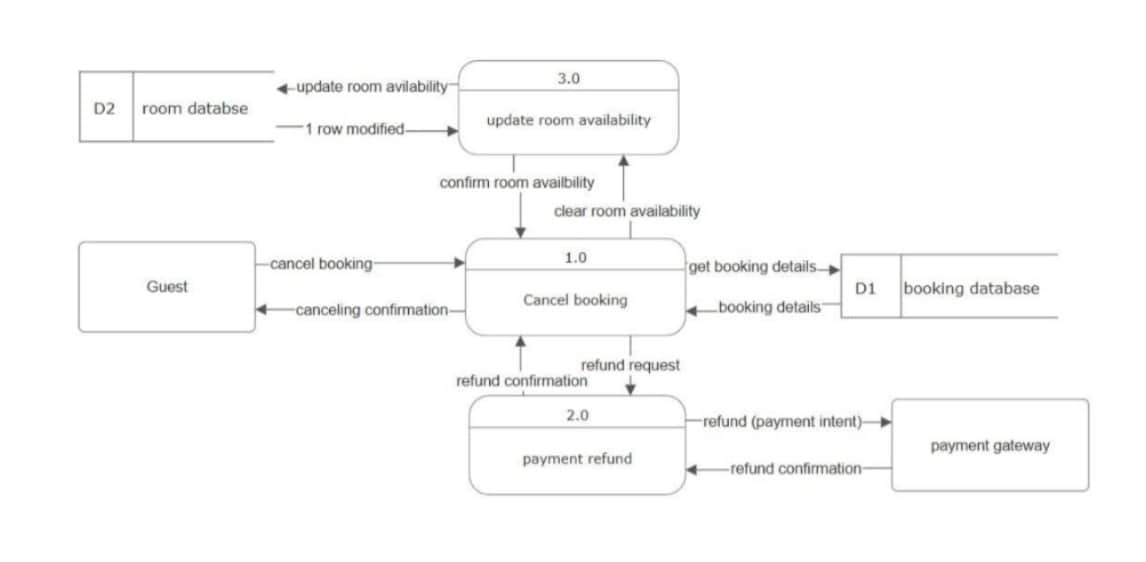 3.0
update room avilability
D2
room databse
update room availability
1 row modified
confirm room availbility
clear room availability
1.0
cancel booking
get booking details
Guest
D1
booking database
Cancel booking
canceling confirmation
booking details
refund request
refund confirmation
2.0
refund (payment intent)
payment gateway
payment refund
refund confirmation